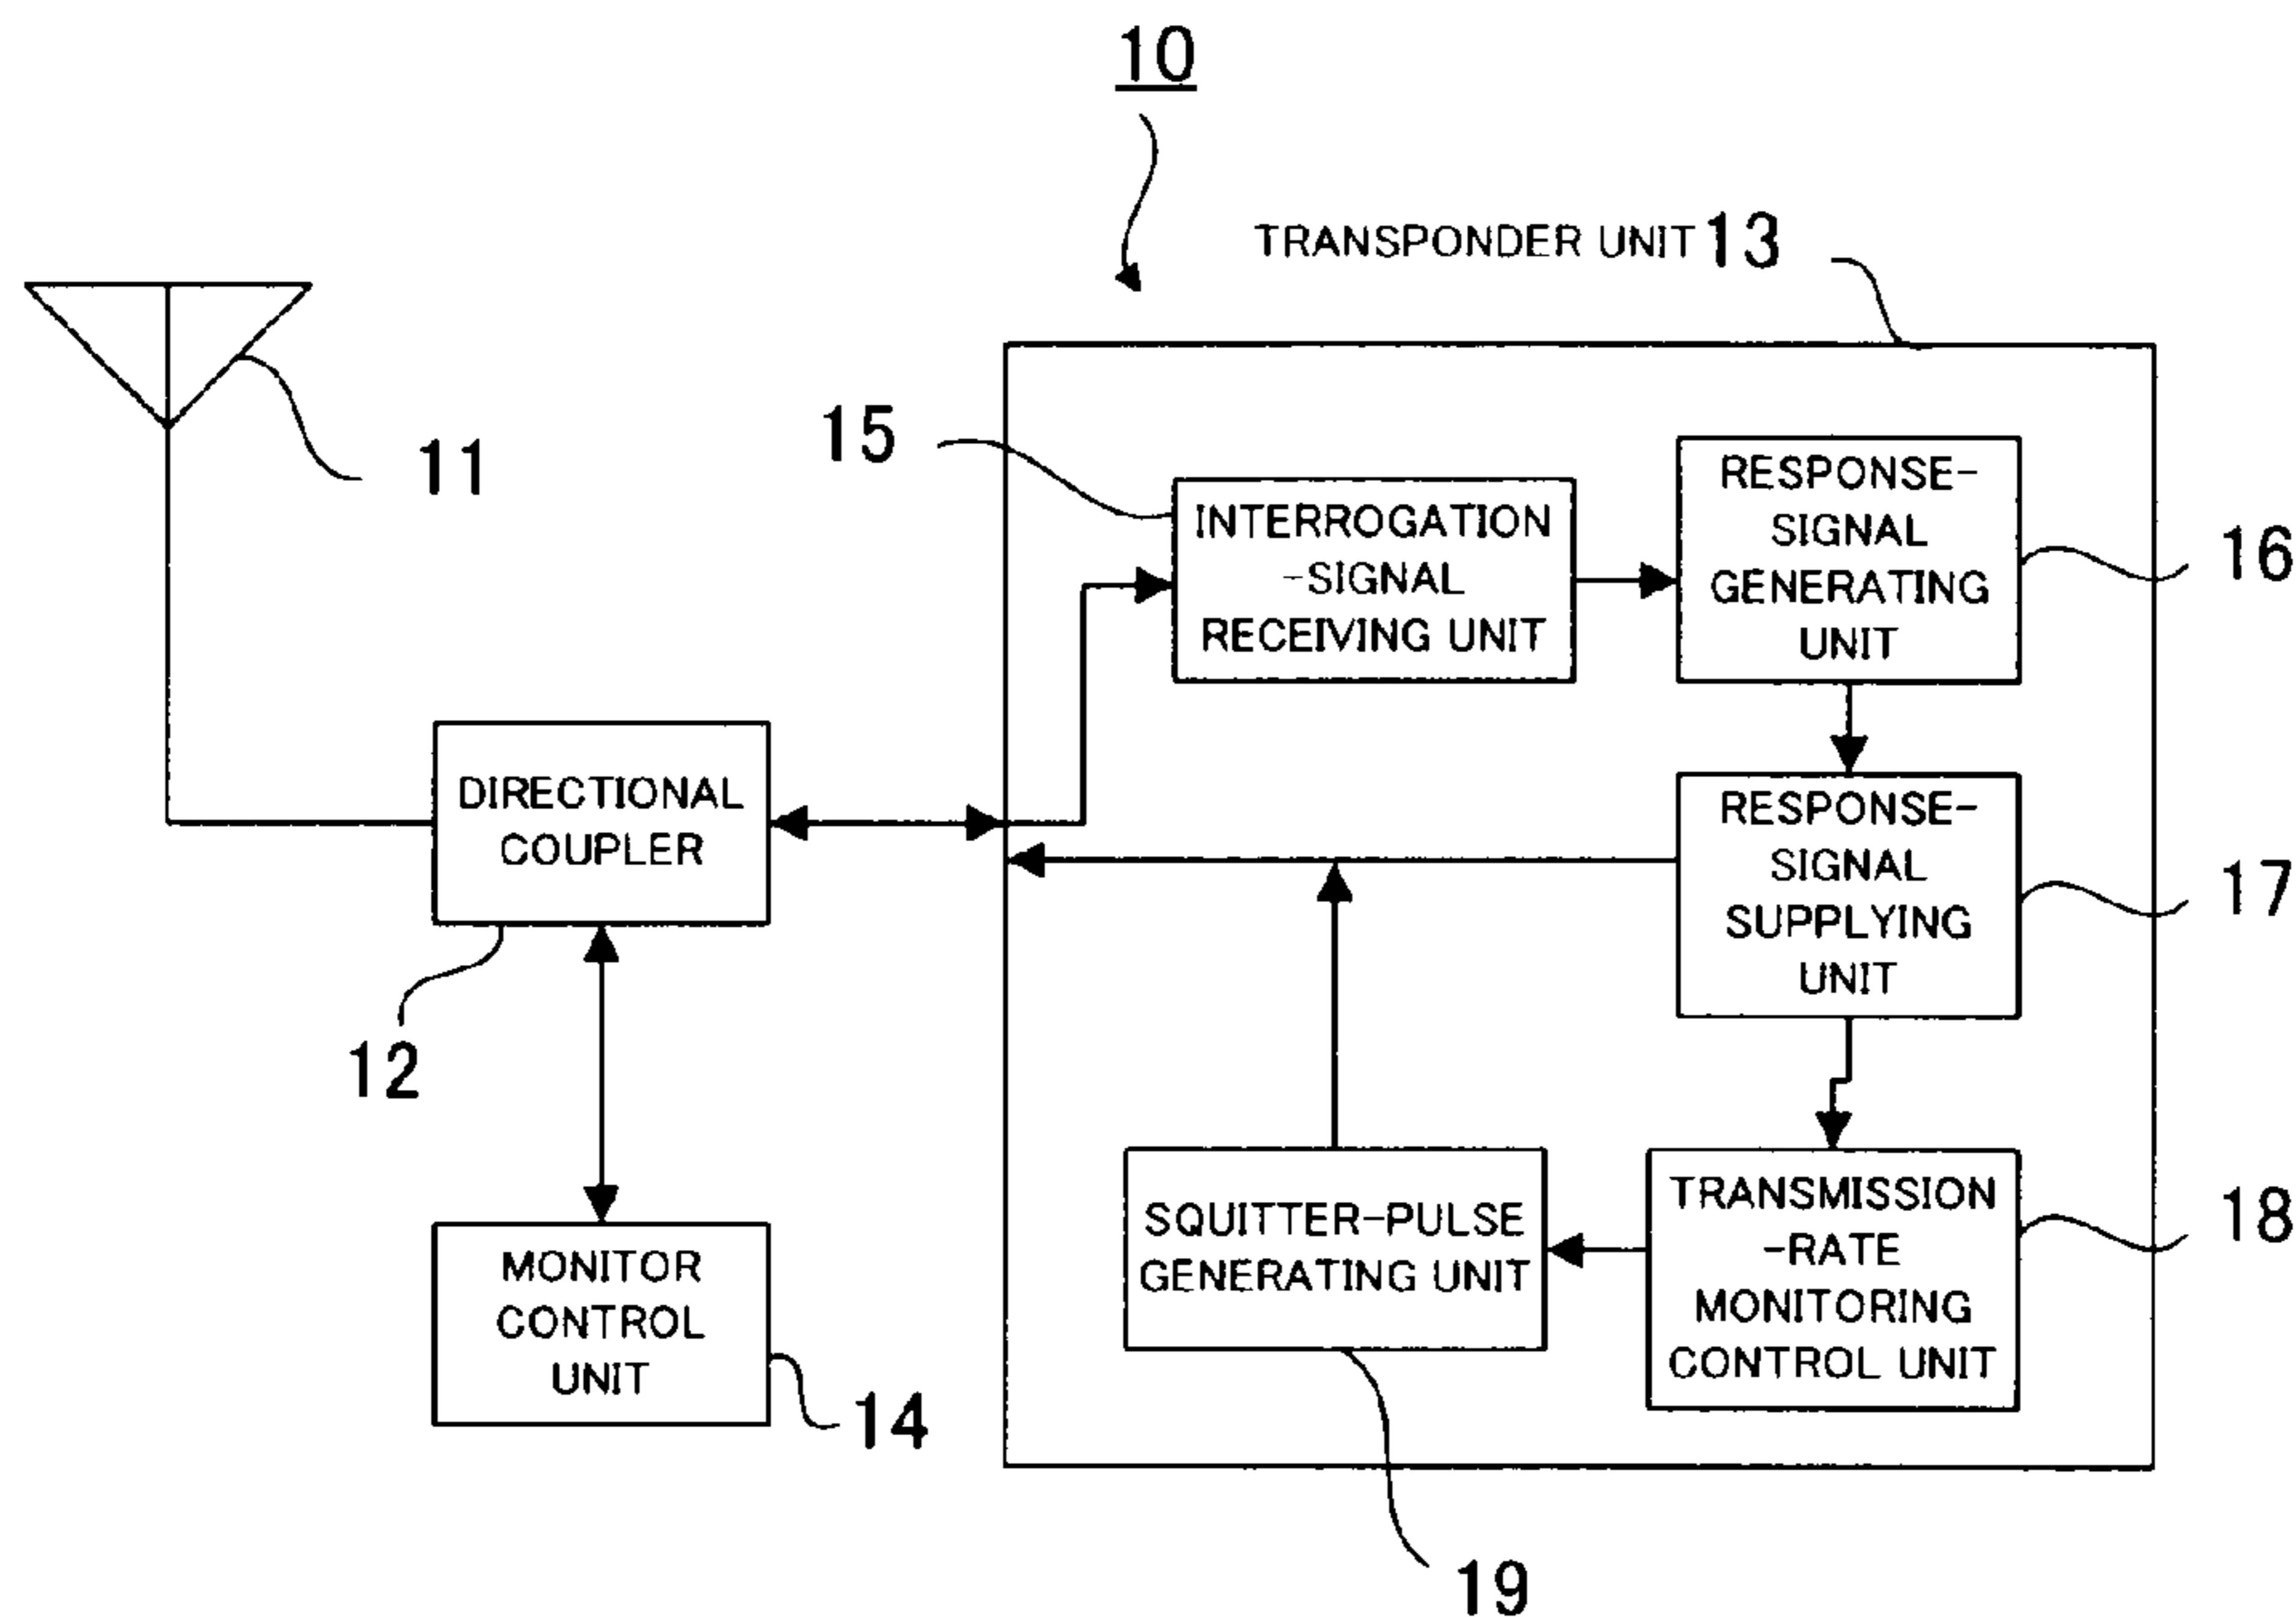 10
TRANSPONDER UNIT 13
11
15
INTERROGATION
-SIGNAL
RECEIVING UNIT
RESPONSE-
SIGNAL
GENERATING
UNIT
16
DIRECTIONAL
COUPLER
12
RESPONSE-
SIGNAL
SUPPLYING
UNIT
17
MONITOR
CONTROL
UNIT
14
SQUITTER-PULSE
GENERATING UNIT
19
TRANSMISSION
-RATE
MONITORING
CONTROL UNIT
18